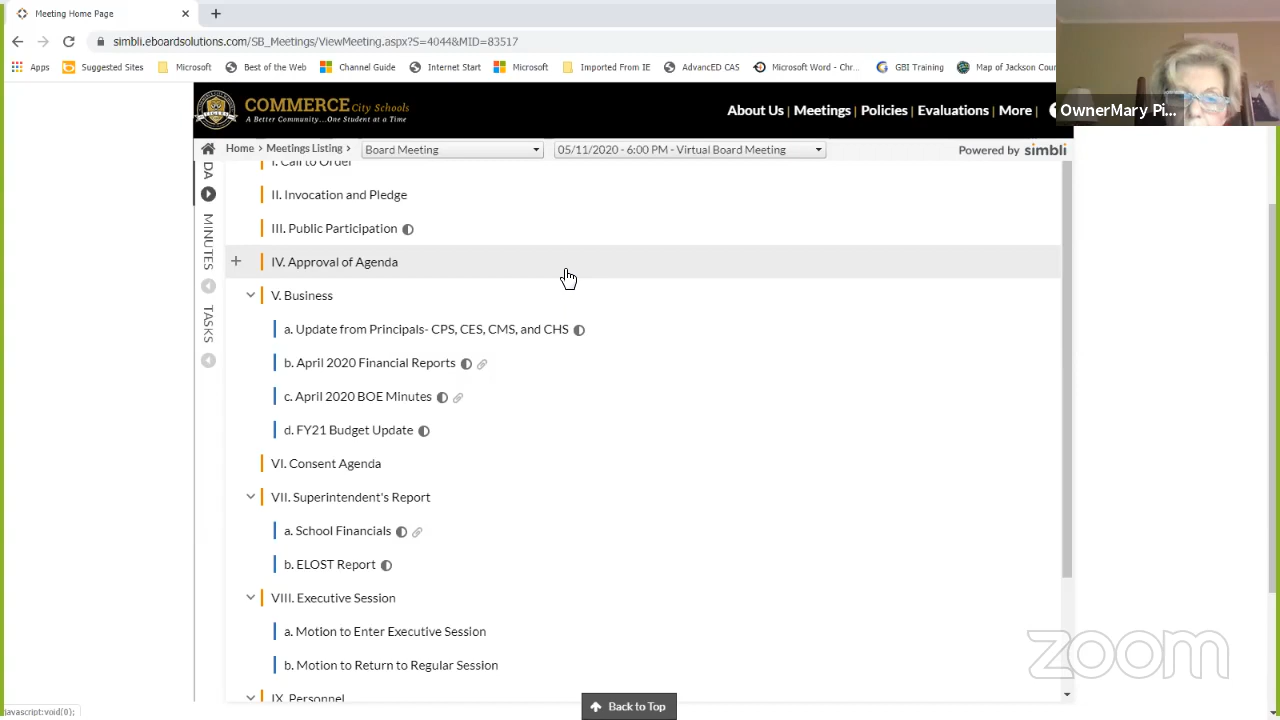 Meeting Home Page
simbli.eboardsolutions.com/SB_Meetings/ViewMeeting.aspx?S=4044&MID=83517
Apps Suggested Sites Microsoft Best of the Web Channel Guide Internet Start Microsoft Imported From IE AdvancED CAS Microsoft Word - Chr... GBI Training Map of Jackson Cou
OwnerMary Pi...
COMMERCE City Schools
A Better Community...One Student at a Time
About Us Meetings Policies Evaluations More
Home > Meetings Listing > Board Meeting 05/11/2020 - 6:00 PM - Virtual Board Meeting Powered by simbli
DA
MINUTES
TASKS
I. Call to Order
II. Invocation and Pledge
III. Public Participation
IV. Approval of Agenda
V. Business
a. Update from Principals- CPS, CES, CMS, and CHS
b. April 2020 Financial Reports
c. April 2020 BOE Minutes
d. FY21 Budget Update
VI. Consent Agenda
VII. Superintendent's Report
a. School Financials
b. ELOST Report
VIII. Executive Session
a. Motion to Enter Executive Session
b. Motion to Return to Regular Session
IX. Personnel
Back to Top
zoom
javascript:void(0);